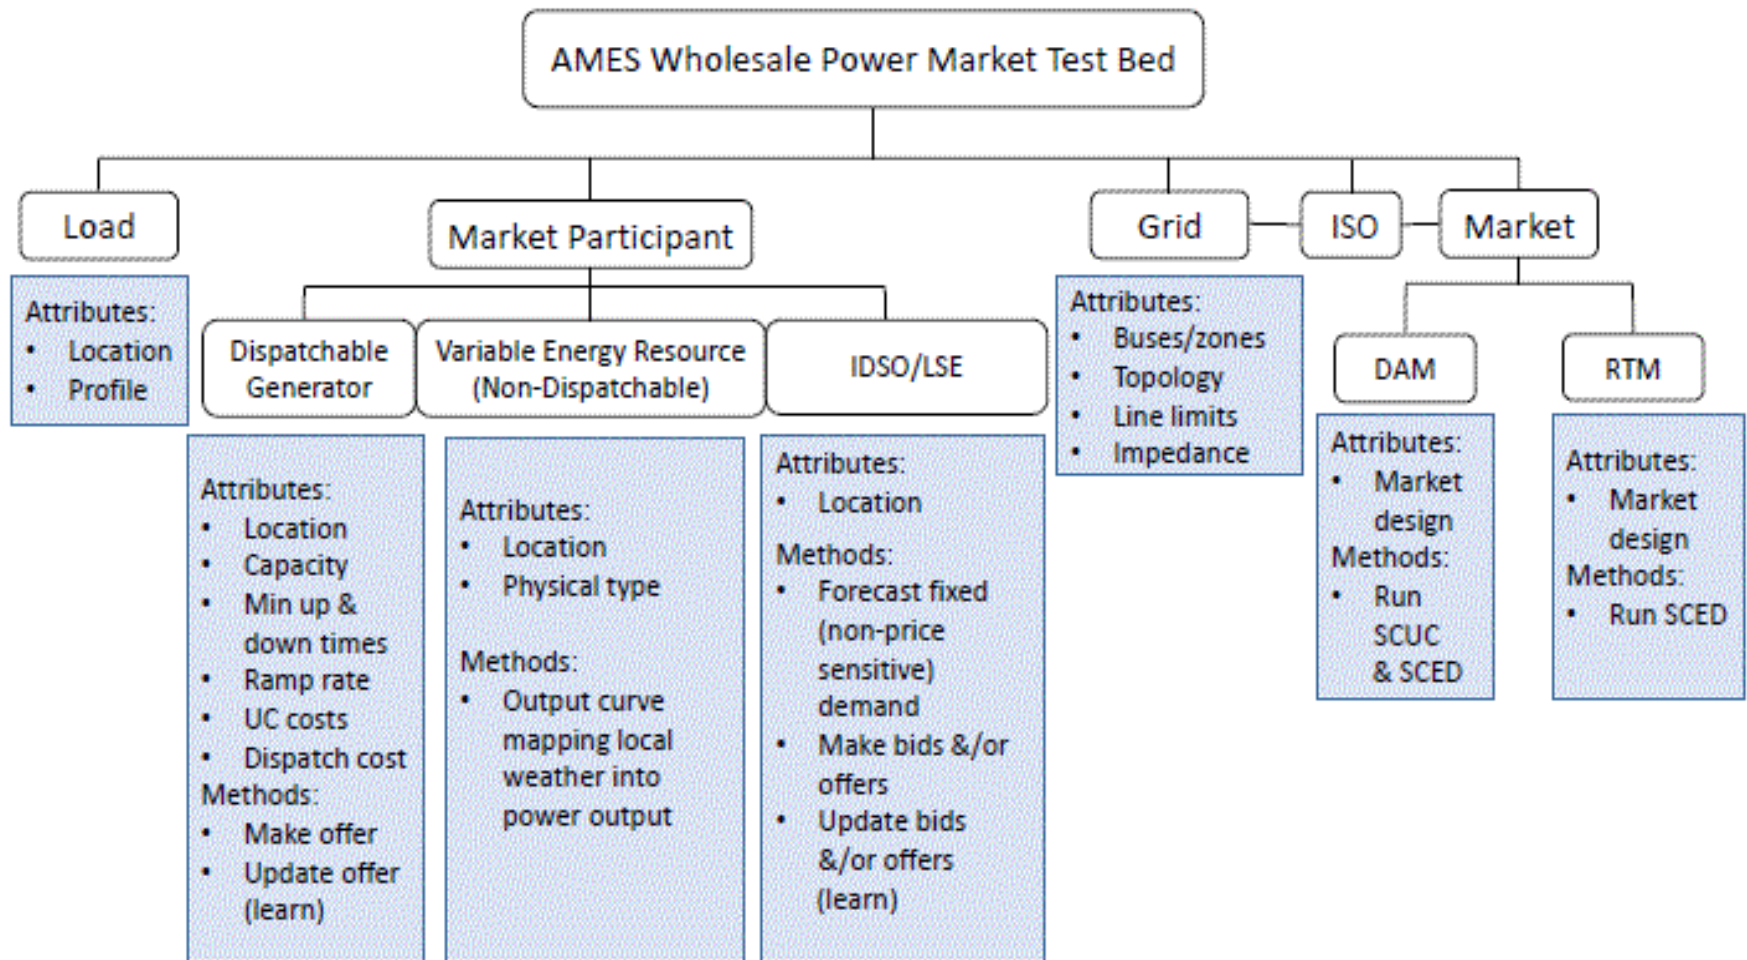 AMES Wholesale Power Market Test Bed
Load
Market Participant
Grid
ISO
Market
Attributes:
• Location
• Profile
Dispatchable
Generator
Variable Energy Resource
(Non-Dispatchable)
IDSO/LSE
Attributes:
• Buses/zones
• Topology
• Line limits
• Impedance
DAM
RTM
Attributes:
• Location
• Capacity
• Min up &
down times
• Ramp rate
• UC costs
• Dispatch cost
Methods:
• Make offer
• Update offer
(learn)
Attributes:
• Location
• Physical type
Methods:
• Output curve
mapping local
weather into
power output
Attributes:
• Location
Methods:
• Forecast fixed
(non-price
sensitive)
demand
• Make bids &/or
offers
• Update bids
&/or offers
(learn)
Attributes:
• Market
design
Methods:
• Run
SCUC
& SCED
Attributes:
• Market
design
Methods:
• Run SCED